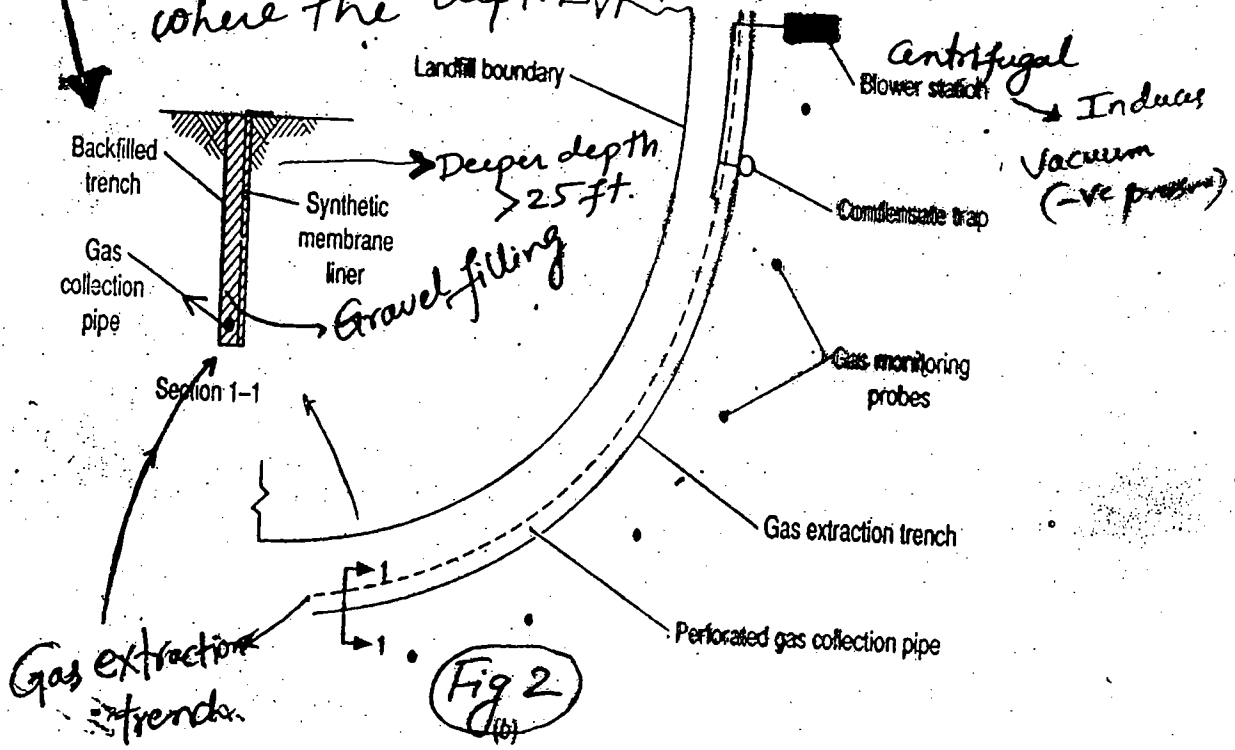 where the
Landfill boundary
Centrifugal
Blower station
Induces
Vacuum
(-ve pressure)
Backfilled
trench
Deeper depth
>25 ft.
Synthetic
membrane
liner
Condensate trap
Gas
collection
pipe
Gravel filling
Gas monitoring
probes
Section 1-1
Gas extraction trench
1
1
Perforated gas collection pipe
Gas extraction
trench
Fig 2
(b)